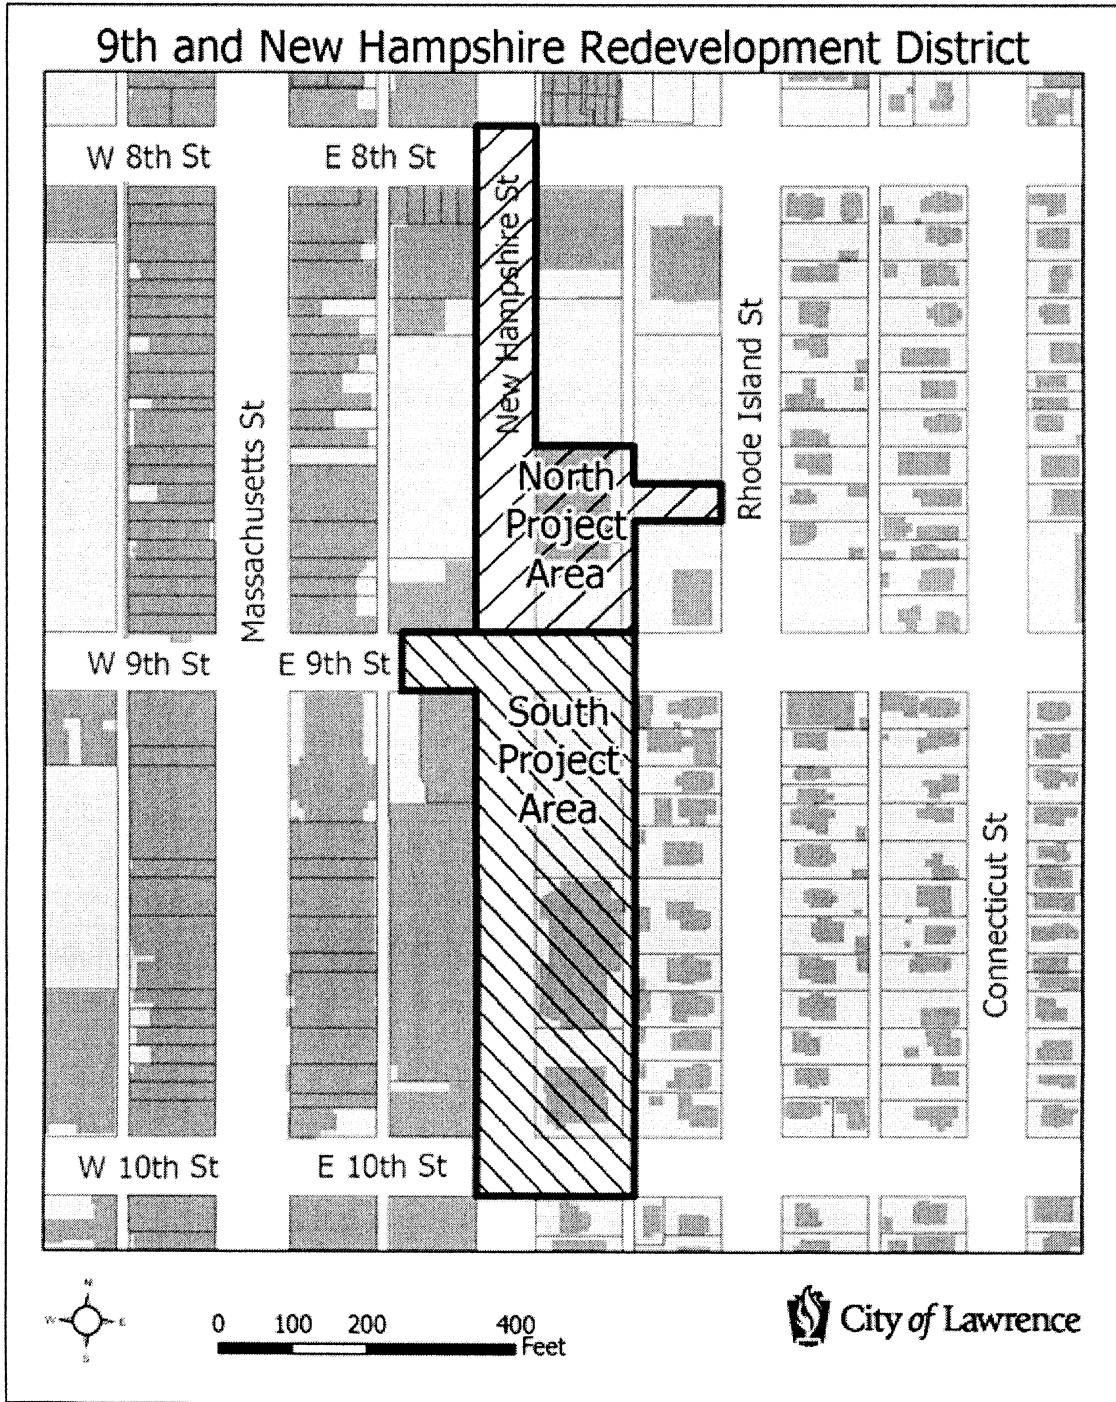 9th and New Hampshire Redevelopment District
W 8th St
E 8th St
New Hampshire St
Rhode Island St
Massachusetts St
North
Project
Area
W 9th St
E 9th St
South
Project
Area
Connecticut St
W 10th St
E 10th St
N
W
E
S
0 100 200 400
Feet
City of Lawrence